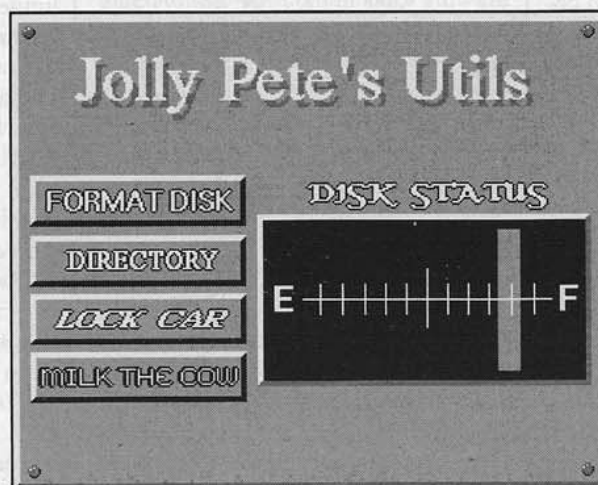 Jolly Pete's Utils
FORMAT DISK
DIRECTORY
LOCK CAR
MILK THE COW
DISK STATUS
E
F